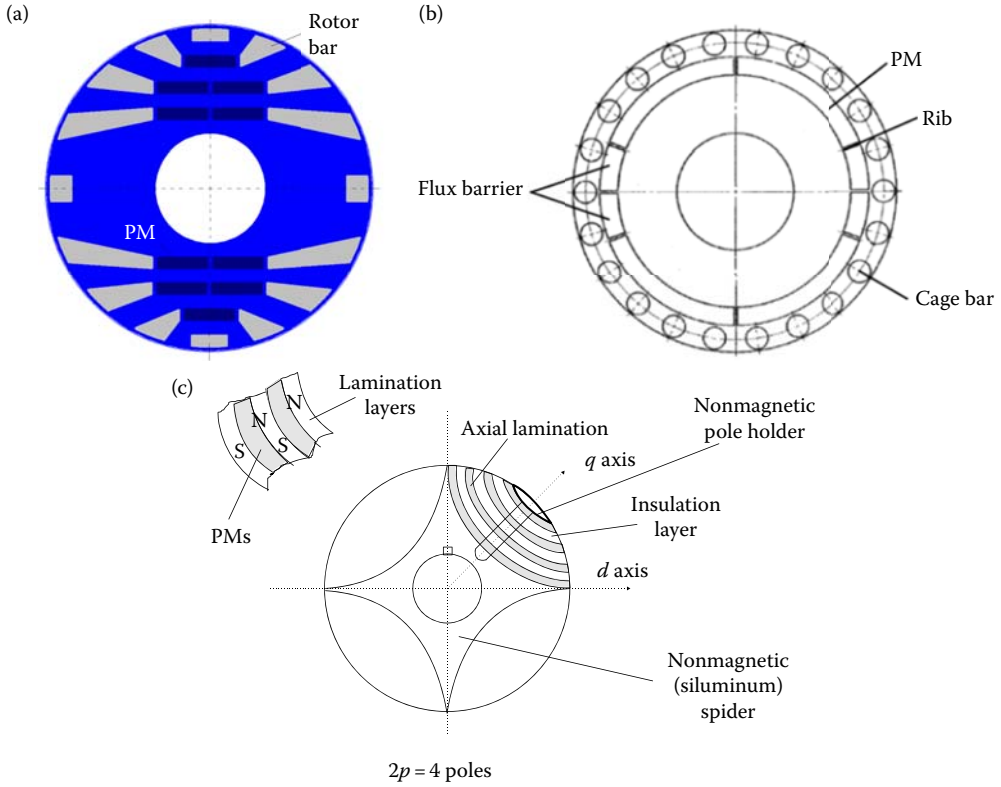 (a)
Rotor
bar
PM
(b)
PM
Rib
Flux barrier
Cage bar
(c)
N
N
S
S
Lamination
layers
PMs
Axial lamination
Nonmagnetic
pole holder
q axis
Insulation
layer
d axis
Nonmagnetic
(siluminum)
spider
2p = 4 poles